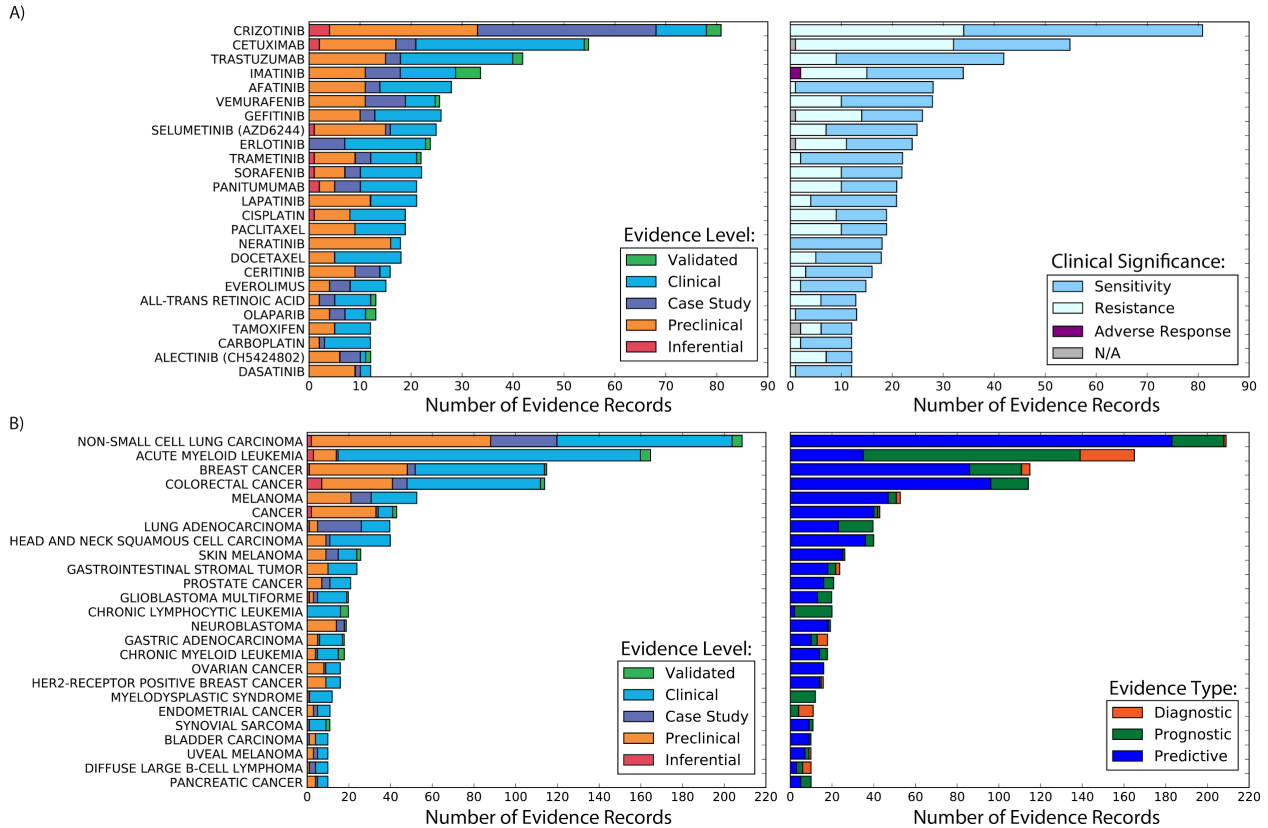 A)
CRIZOTINIB
CETUXIMAB
TRASTUZUMAB
IMATINIB
AFATINIB
VEMURAFENIB
GEFITINIB
SELUMETINIB (AZD6244)
ERLOTINIB
TRAMETINIB
SORAFENIB
PANITUMUMAB
LAPATINIB
CISPLATIN
PACLITAXEL
NERATINIB
DOCETAXEL
CERITINIB
EVEROLIMUS
ALL-TRANS RETINOIC ACID
OLAPARIB
TAMOXIFEN
CARBOPLATIN
ALECTINIB (CH5424802)
DASATINIB
Evidence Level:
Validated
Clinical
Case Study
Preclinical
Inferential
0 10 20 30 40 50 60 70 80 90
Number of Evidence Records
Clinical Significance:
Sensitivity
Resistance
Adverse Response
N/A
0 10 20 30 40 50 60 70 80 90
Number of Evidence Records
B)
NON-SMALL CELL LUNG CARCINOMA
ACUTE MYELOID LEUKEMIA
BREAST CANCER
COLORECTAL CANCER
MELANOMA
CANCER
LUNG ADENOCARCINOMA
HEAD AND NECK SQUAMOUS CELL CARCINOMA
SKIN MELANOMA
GASTROINTESTINAL STROMAL TUMOR
PROSTATE CANCER
GLIOBLASTOMA MULTIFORME
CHRONIC LYMPHOCYTIC LEUKEMIA
NEUROBLASTOMA
GASTRIC ADENOCARCINOMA
CHRONIC MYELOID LEUKEMIA
OVARIAN CANCER
HER2-RECEPTOR POSITIVE BREAST CANCER
MYELODYSPLASTIC SYNDROME
ENDOMETRIAL CANCER
SYNOVIAL SARCOMA
BLADDER CARCINOMA
UVEAL MELANOMA
DIFFUSE LARGE B-CELL LYMPHOMA
PANCREATIC CANCER
Evidence Level:
Validated
Clinical
Case Study
Preclinical
Inferential
0 20 40 60 80 100 120 140 160 180 200 220
Number of Evidence Records
Evidence Type:
Diagnostic
Prognostic
Predictive
0 20 40 60 80 100 120 140 160 180 200 220
Number of Evidence Records